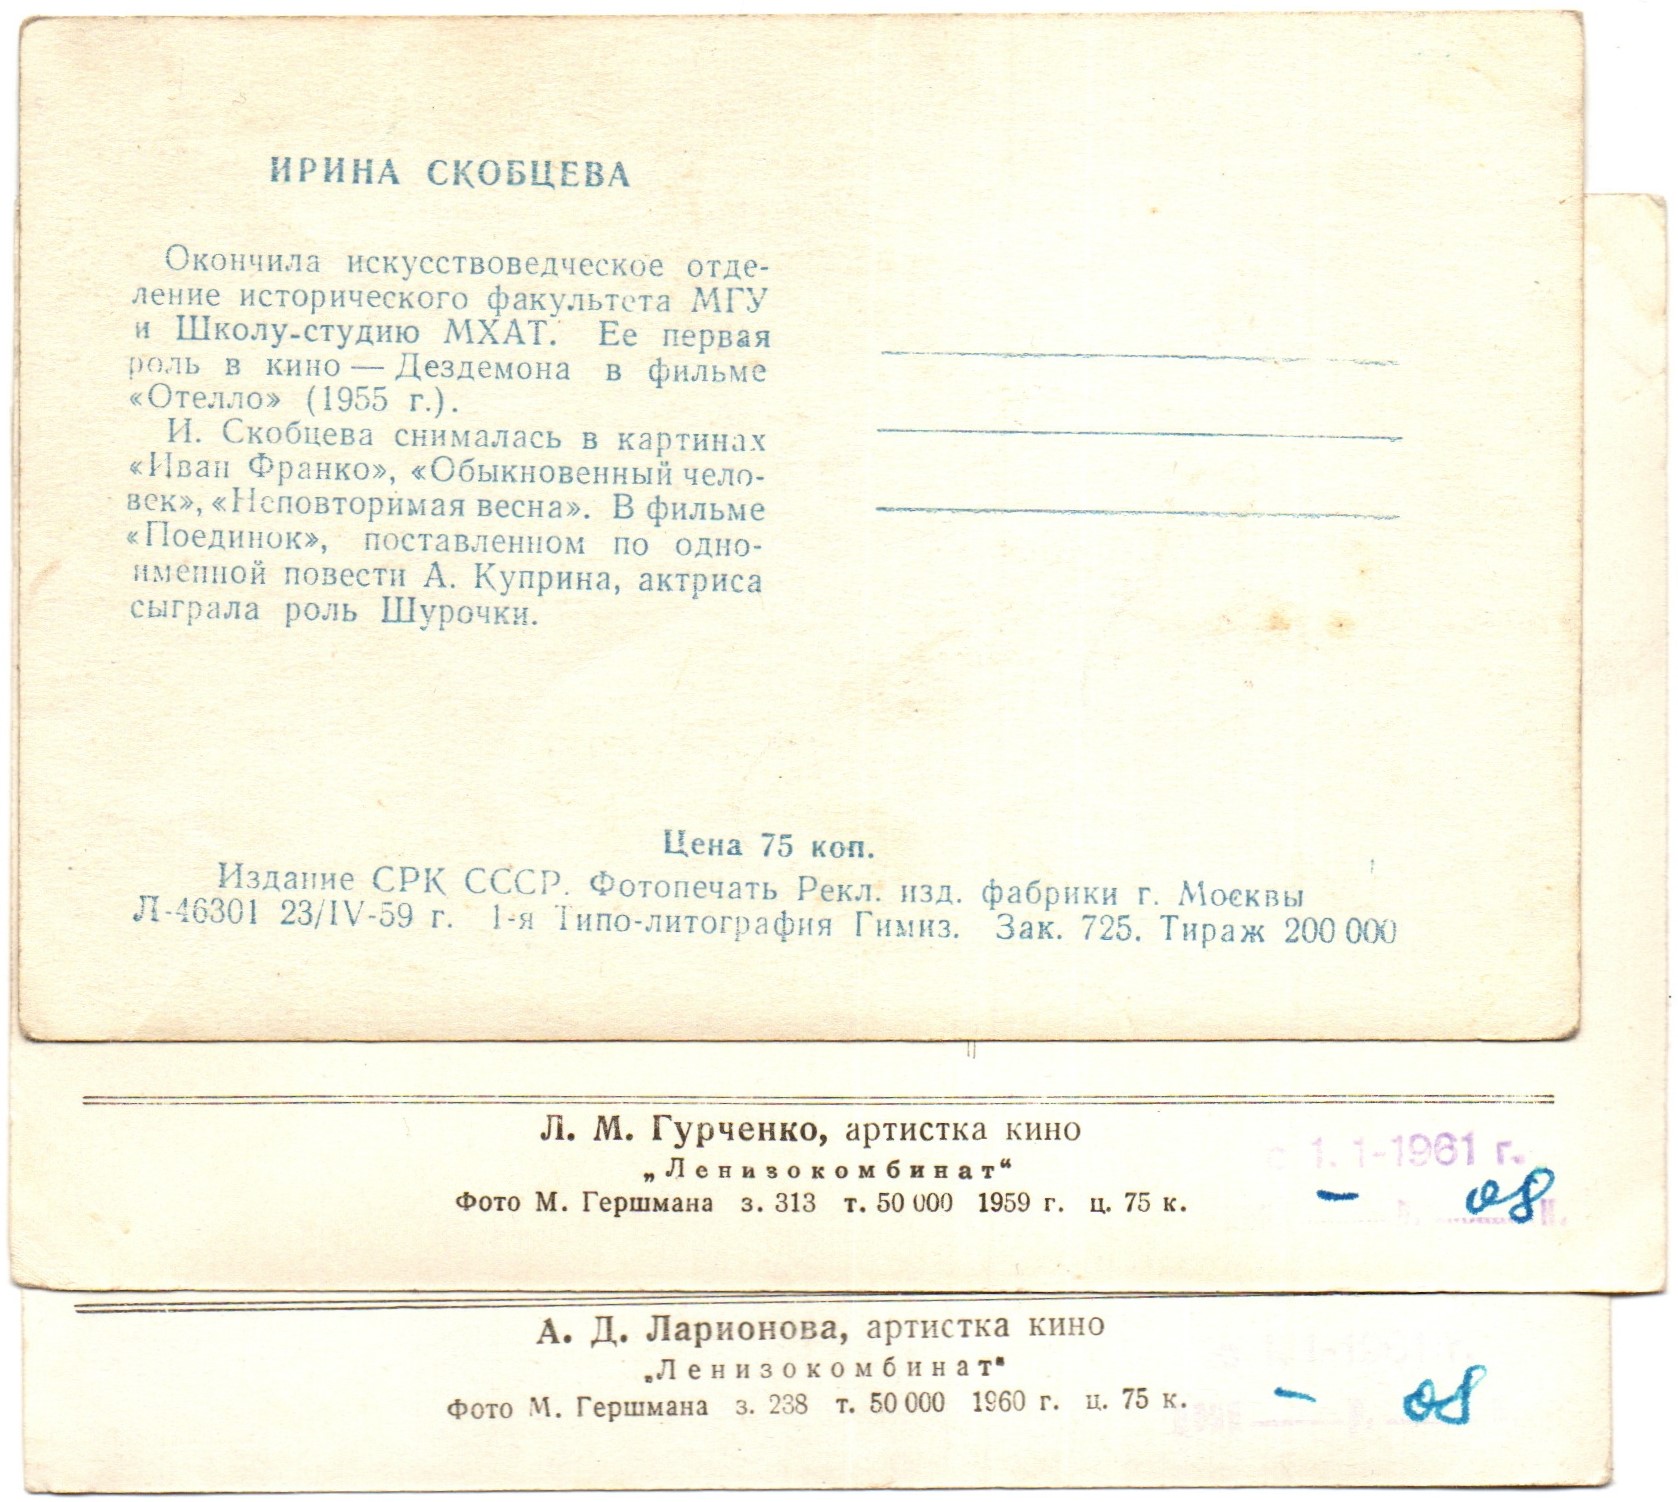 ИРИНА СКОБЦЕВА
Окончила искусствоведческое отде-
ление исторического факультета МГУ
и Школу-студию МХАТ. Ее первая
роль в кино — Дездемона в фильме
«Отелло» (1955 г.).
И. Скобцева снималась в картинах
«Иван Франко», «Обыкновенный чело-
век», «Неповторимая весна». В фильме
«Поединок», поставленном по одно-
именной повести А. Куприна, актриса
сыграла роль Шурочки.
Цена 75 коп.
Издание СРК СССР. Фотопечать Рекл. изд. фабрики г. Москвы
Л-46301 23/IV-59 г. 1-я Типо-литография Гимиз. Зак. 725. Тираж 200 000
Л. М. Гурченко, артистка кино
„Ленизокомбинат“
Фото М. Гершмана з. 313 т. 50 000 1959 г. ц. 75 к.
с 1.1-1961 г.
— 08
А. Д. Ларионова, артистка кино
„Ленизокомбинат“
Фото М. Гершмана з. 238 т. 50 000 1960 г. ц. 75 к.
— 08